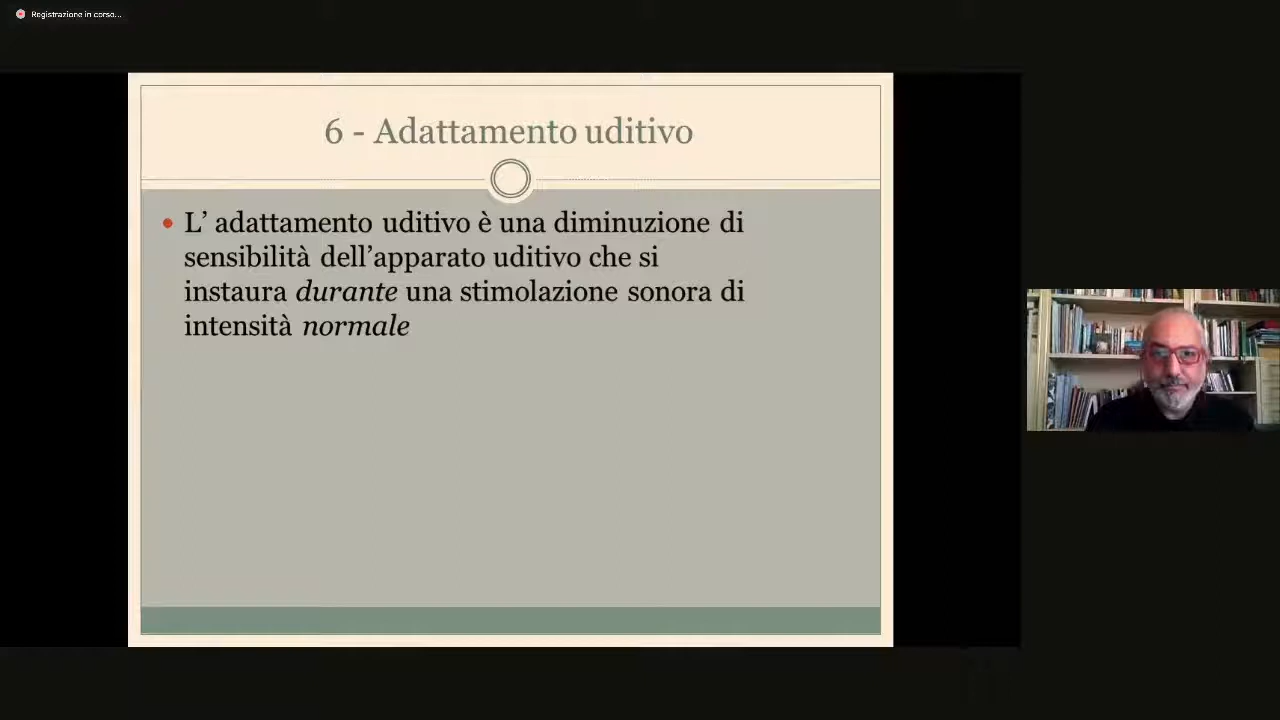 Registrazione in corso...
6 - Adattamento uditivo
L’ adattamento uditivo è una diminuzione di
sensibilità dell’apparato uditivo che si
instaura durante una stimolazione sonora di
intensità normale